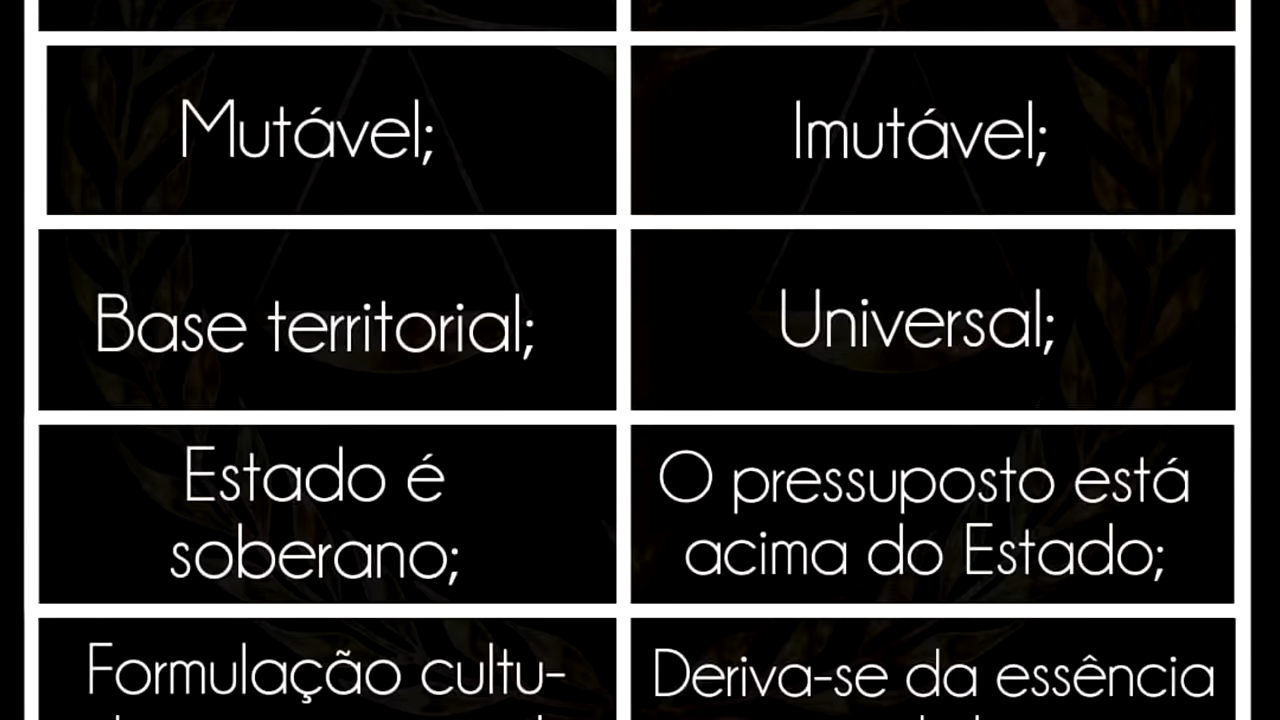 Mutável;
Imutável;
Base territorial;
Universal;
Estado é
soberano;
O pressuposto está
acima do Estado;
Formulação cultu-
Deriva-se da essência